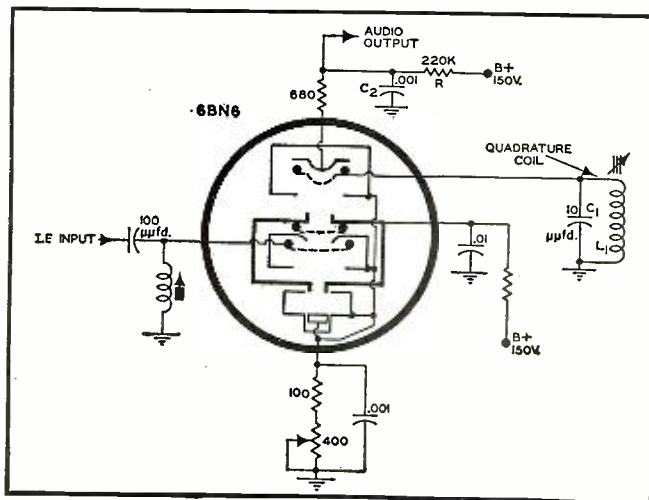 AUDIO
OUTPUT
680
.001
C2
220K
R
B+
150V.
6BN6
QUADRATURE
COIL
I.F. INPUT
100
μμfd.
.01
10
μμfd.
C1
L1
B+
150V.
100
400
.001